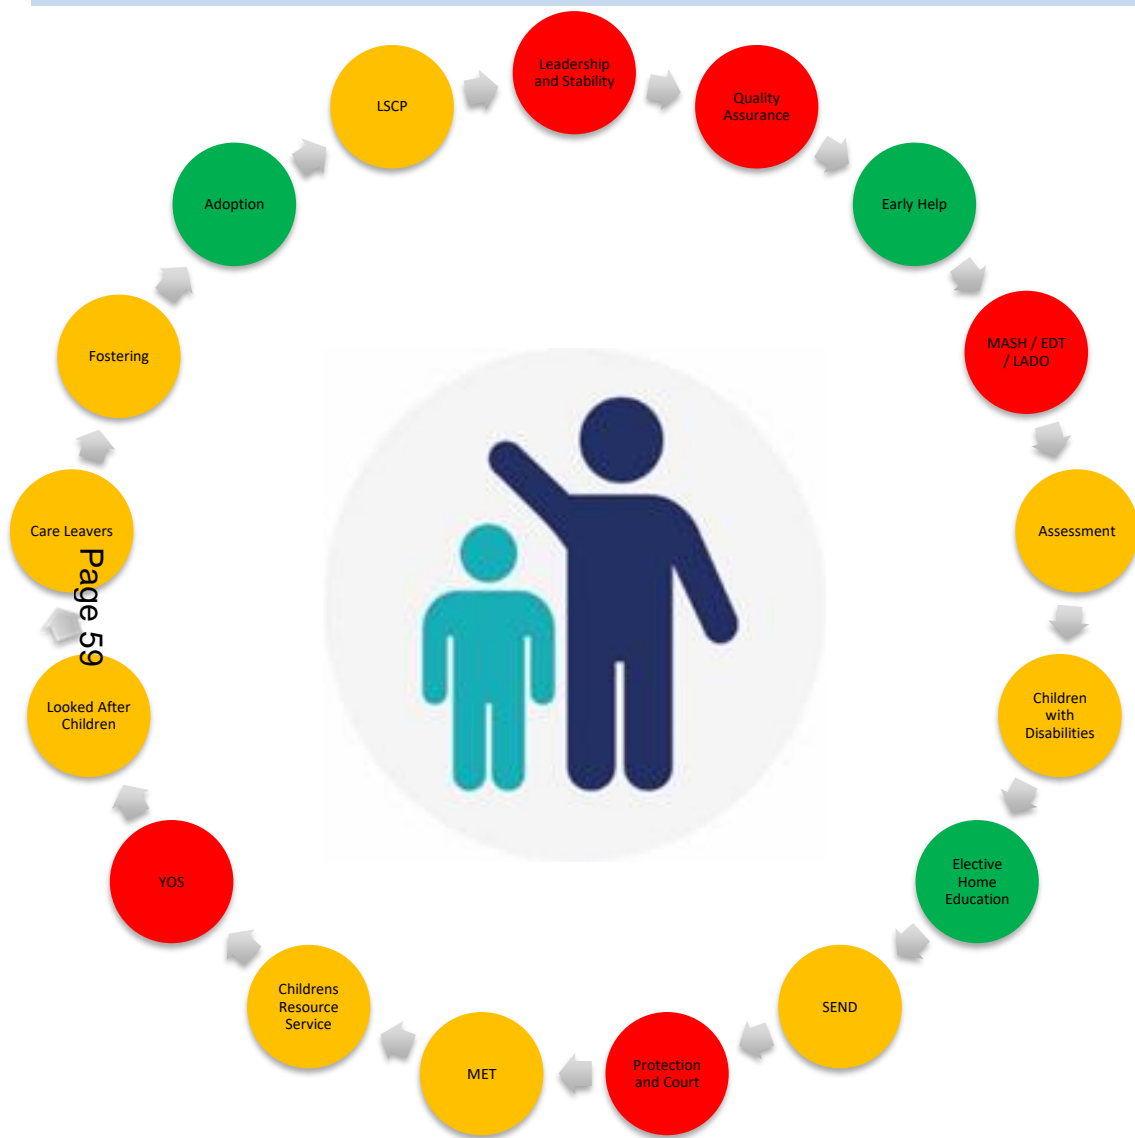 Leadership
and Stability
Quality
Assurance
Early Help
MASH / EDT
/ LADO
Assessment
Children
with
Disabilities
Elective
Home
Education
SEND
Protection
and Court
MET
Childrens
Resource
Service
YOS
Looked After
Children
Care Leavers
Fostering
Adoption
LSCP
Page 59